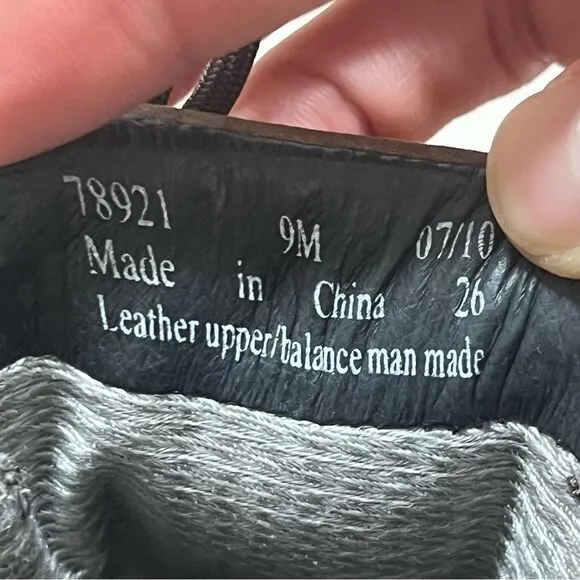 78921 9M 07/10
Made in China 26
Leather upper/balance man made